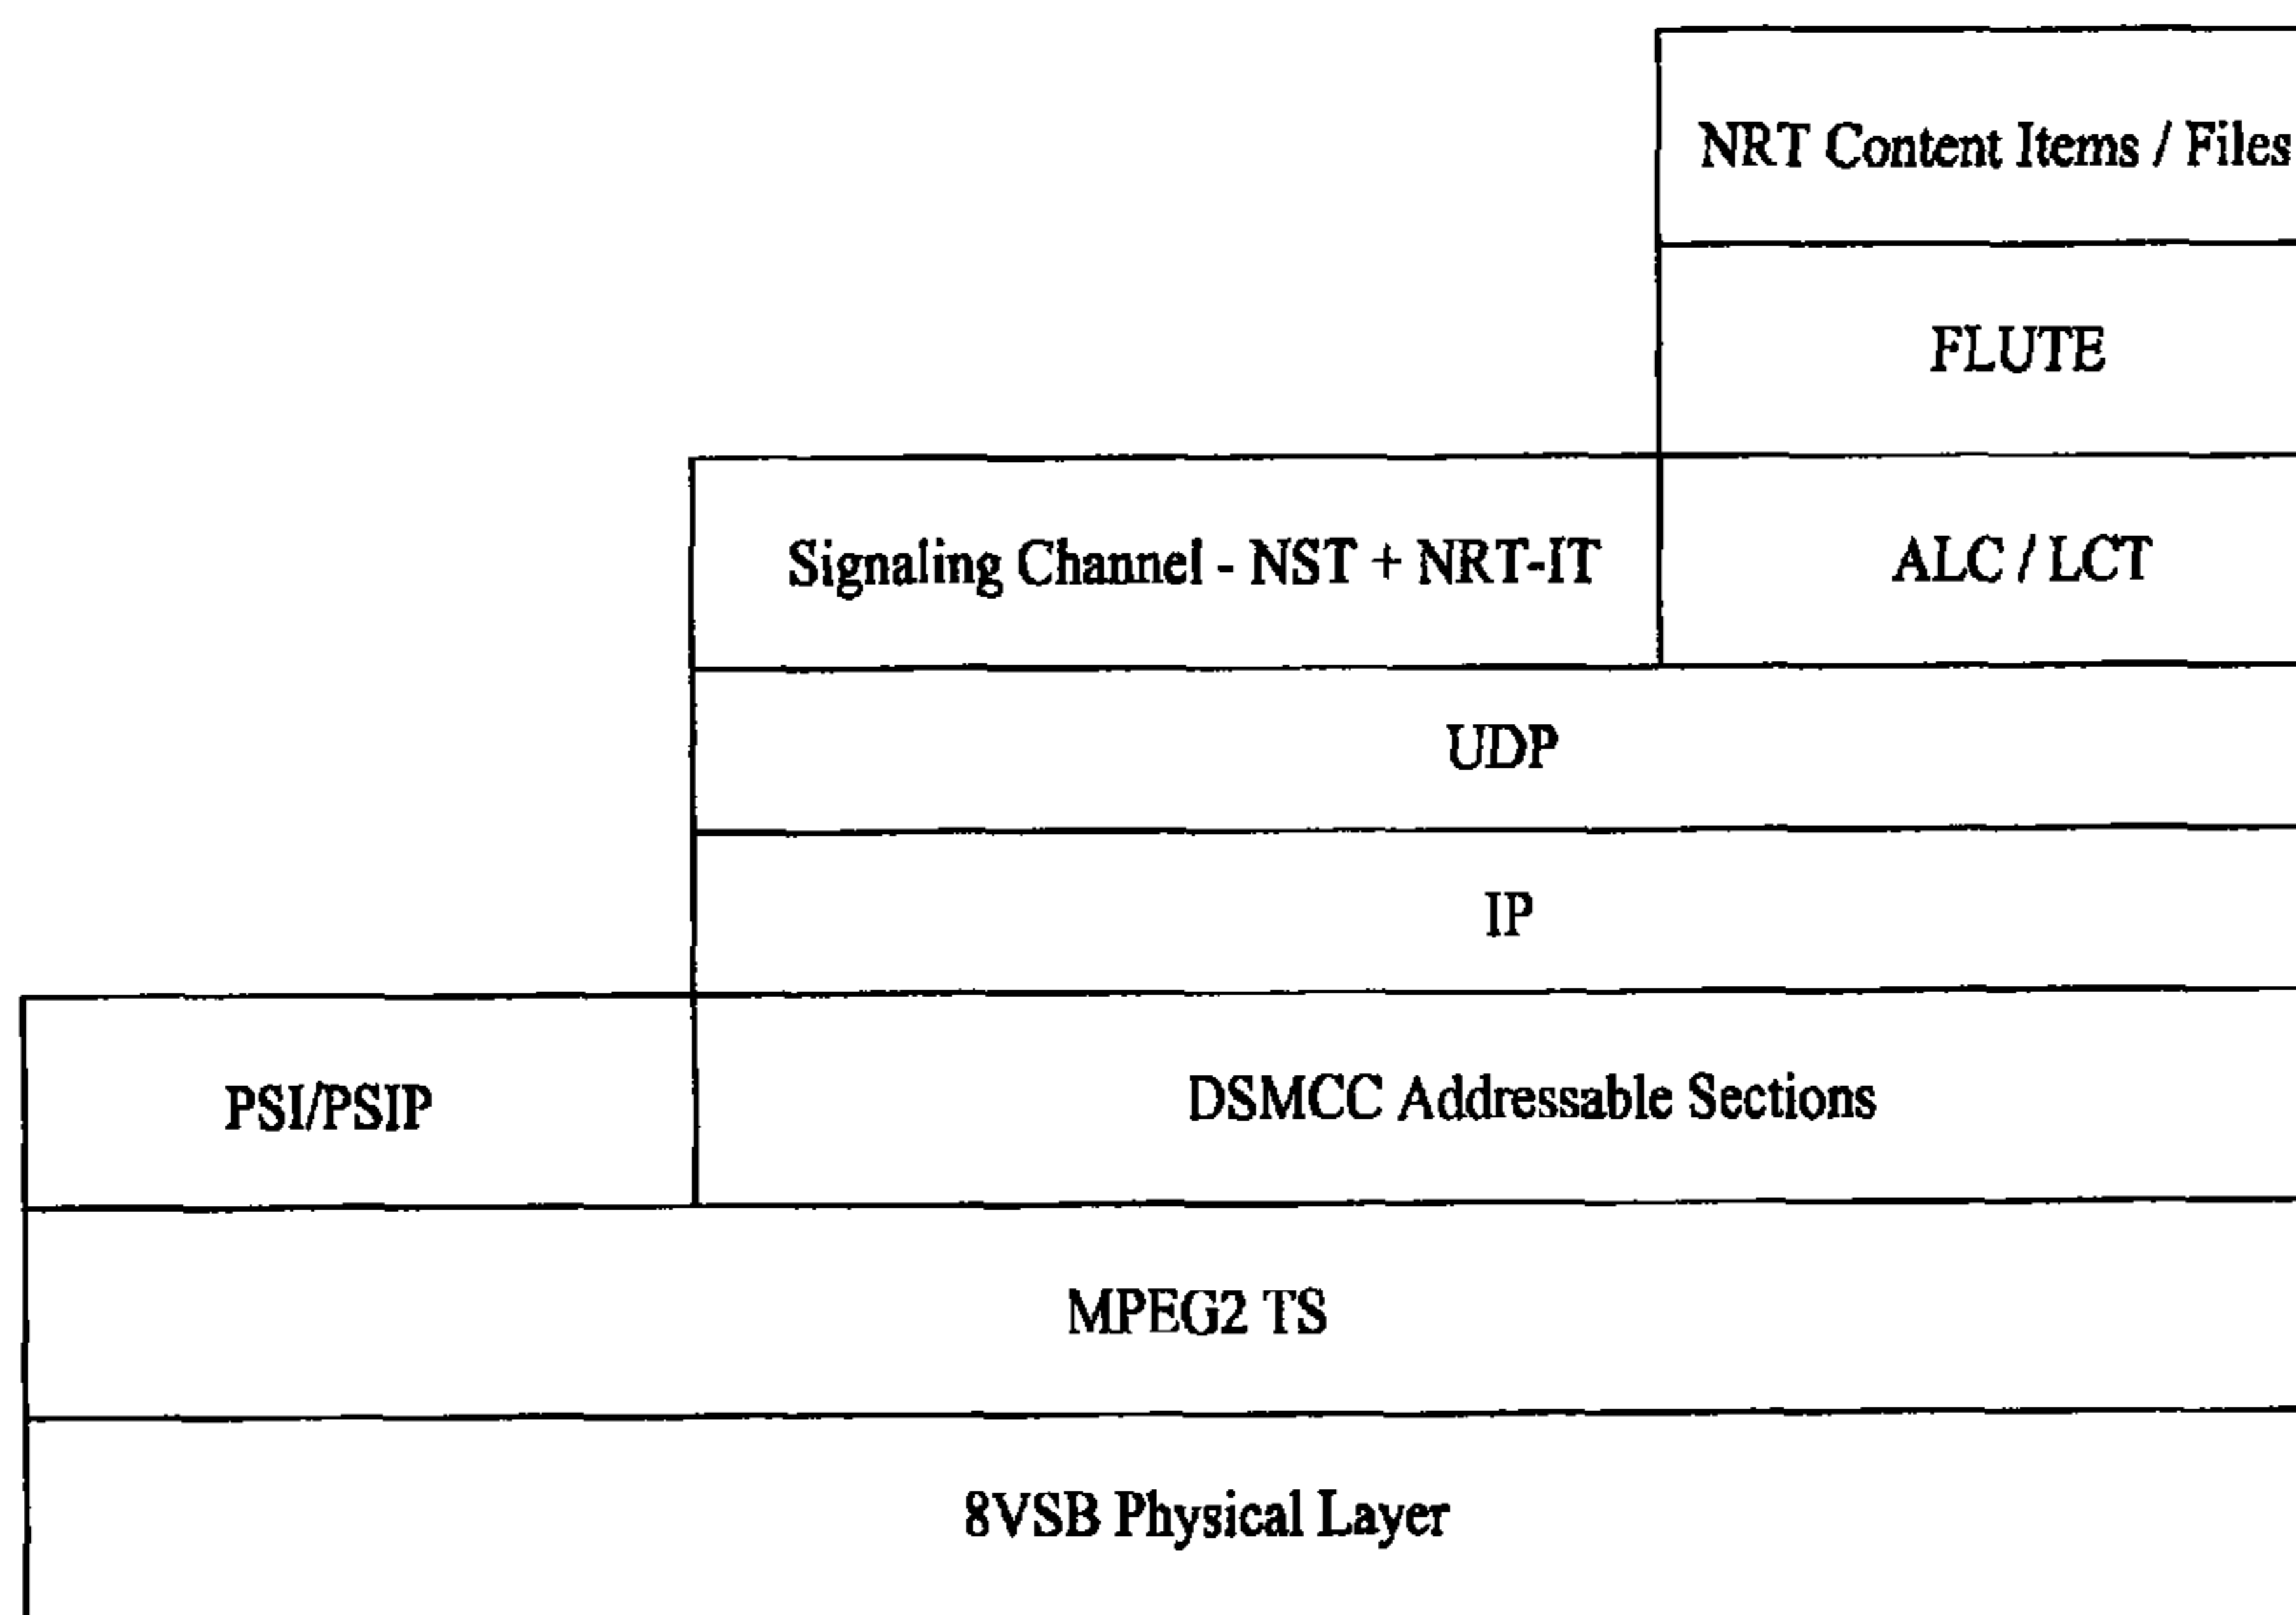 NRT Content Items / Files
FLUTE
Signaling Channel - NST + NRT-IT
ALC / LCT
UDP
IP
PSI/PSIP
DSMCC Addressable Sections
MPEG2 TS
8VSB Physical Layer